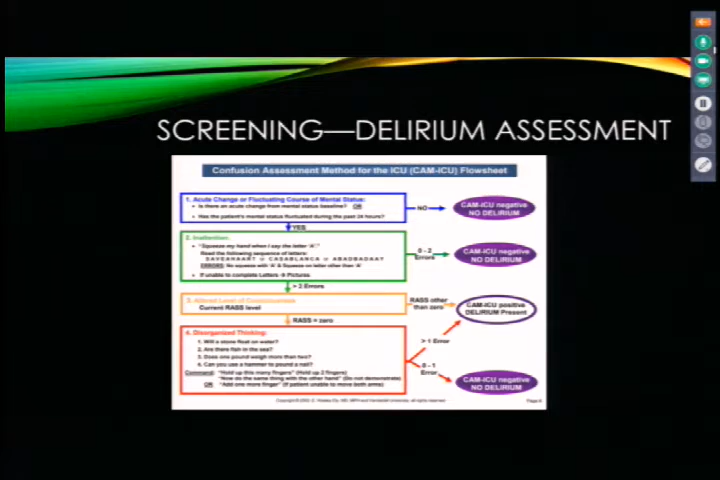 SCREENING—DELIRIUM ASSESSMENT
Confusion Assessment Method for the ICU (CAM-ICU) Flowsheet
1. Acute Change or Fluctuating Course of Mental Status:
• Is there an acute change from mental status baseline? OR
• Has the patient's mental status fluctuated during the past 24 hours?
NO
CAM-ICU negative
NO DELIRIUM
YES
2. Inattention:
• "Squeeze my hand when I say the letter 'A'."
Read the following sequence of letters:
ERRORS: No squeeze with 'A' & Squeeze on letter other than 'A'
• If unable to complete Letters → Pictures
0 - 2
Errors
CAM-ICU negative
NO DELIRIUM
> 2 Errors
3. Altered Level of Consciousness
Current RASS level
RASS other
than zero
CAM-ICU positive
DELIRIUM Present
RASS = zero
4. Disorganized Thinking:
1. Will a stone float on water?
2. Are there fish in the sea?
3. Does one pound weigh more than two?
4. Can you use a hammer to pound a nail?
Command: "Hold up this many fingers" (Hold up 2 fingers)
"Now do the same thing with the other hand" (Do not demonstrate)
OR "Add one more finger" (If patient unable to move both arms)
> 1 Error
0 - 1
Error
CAM-ICU negative
NO DELIRIUM